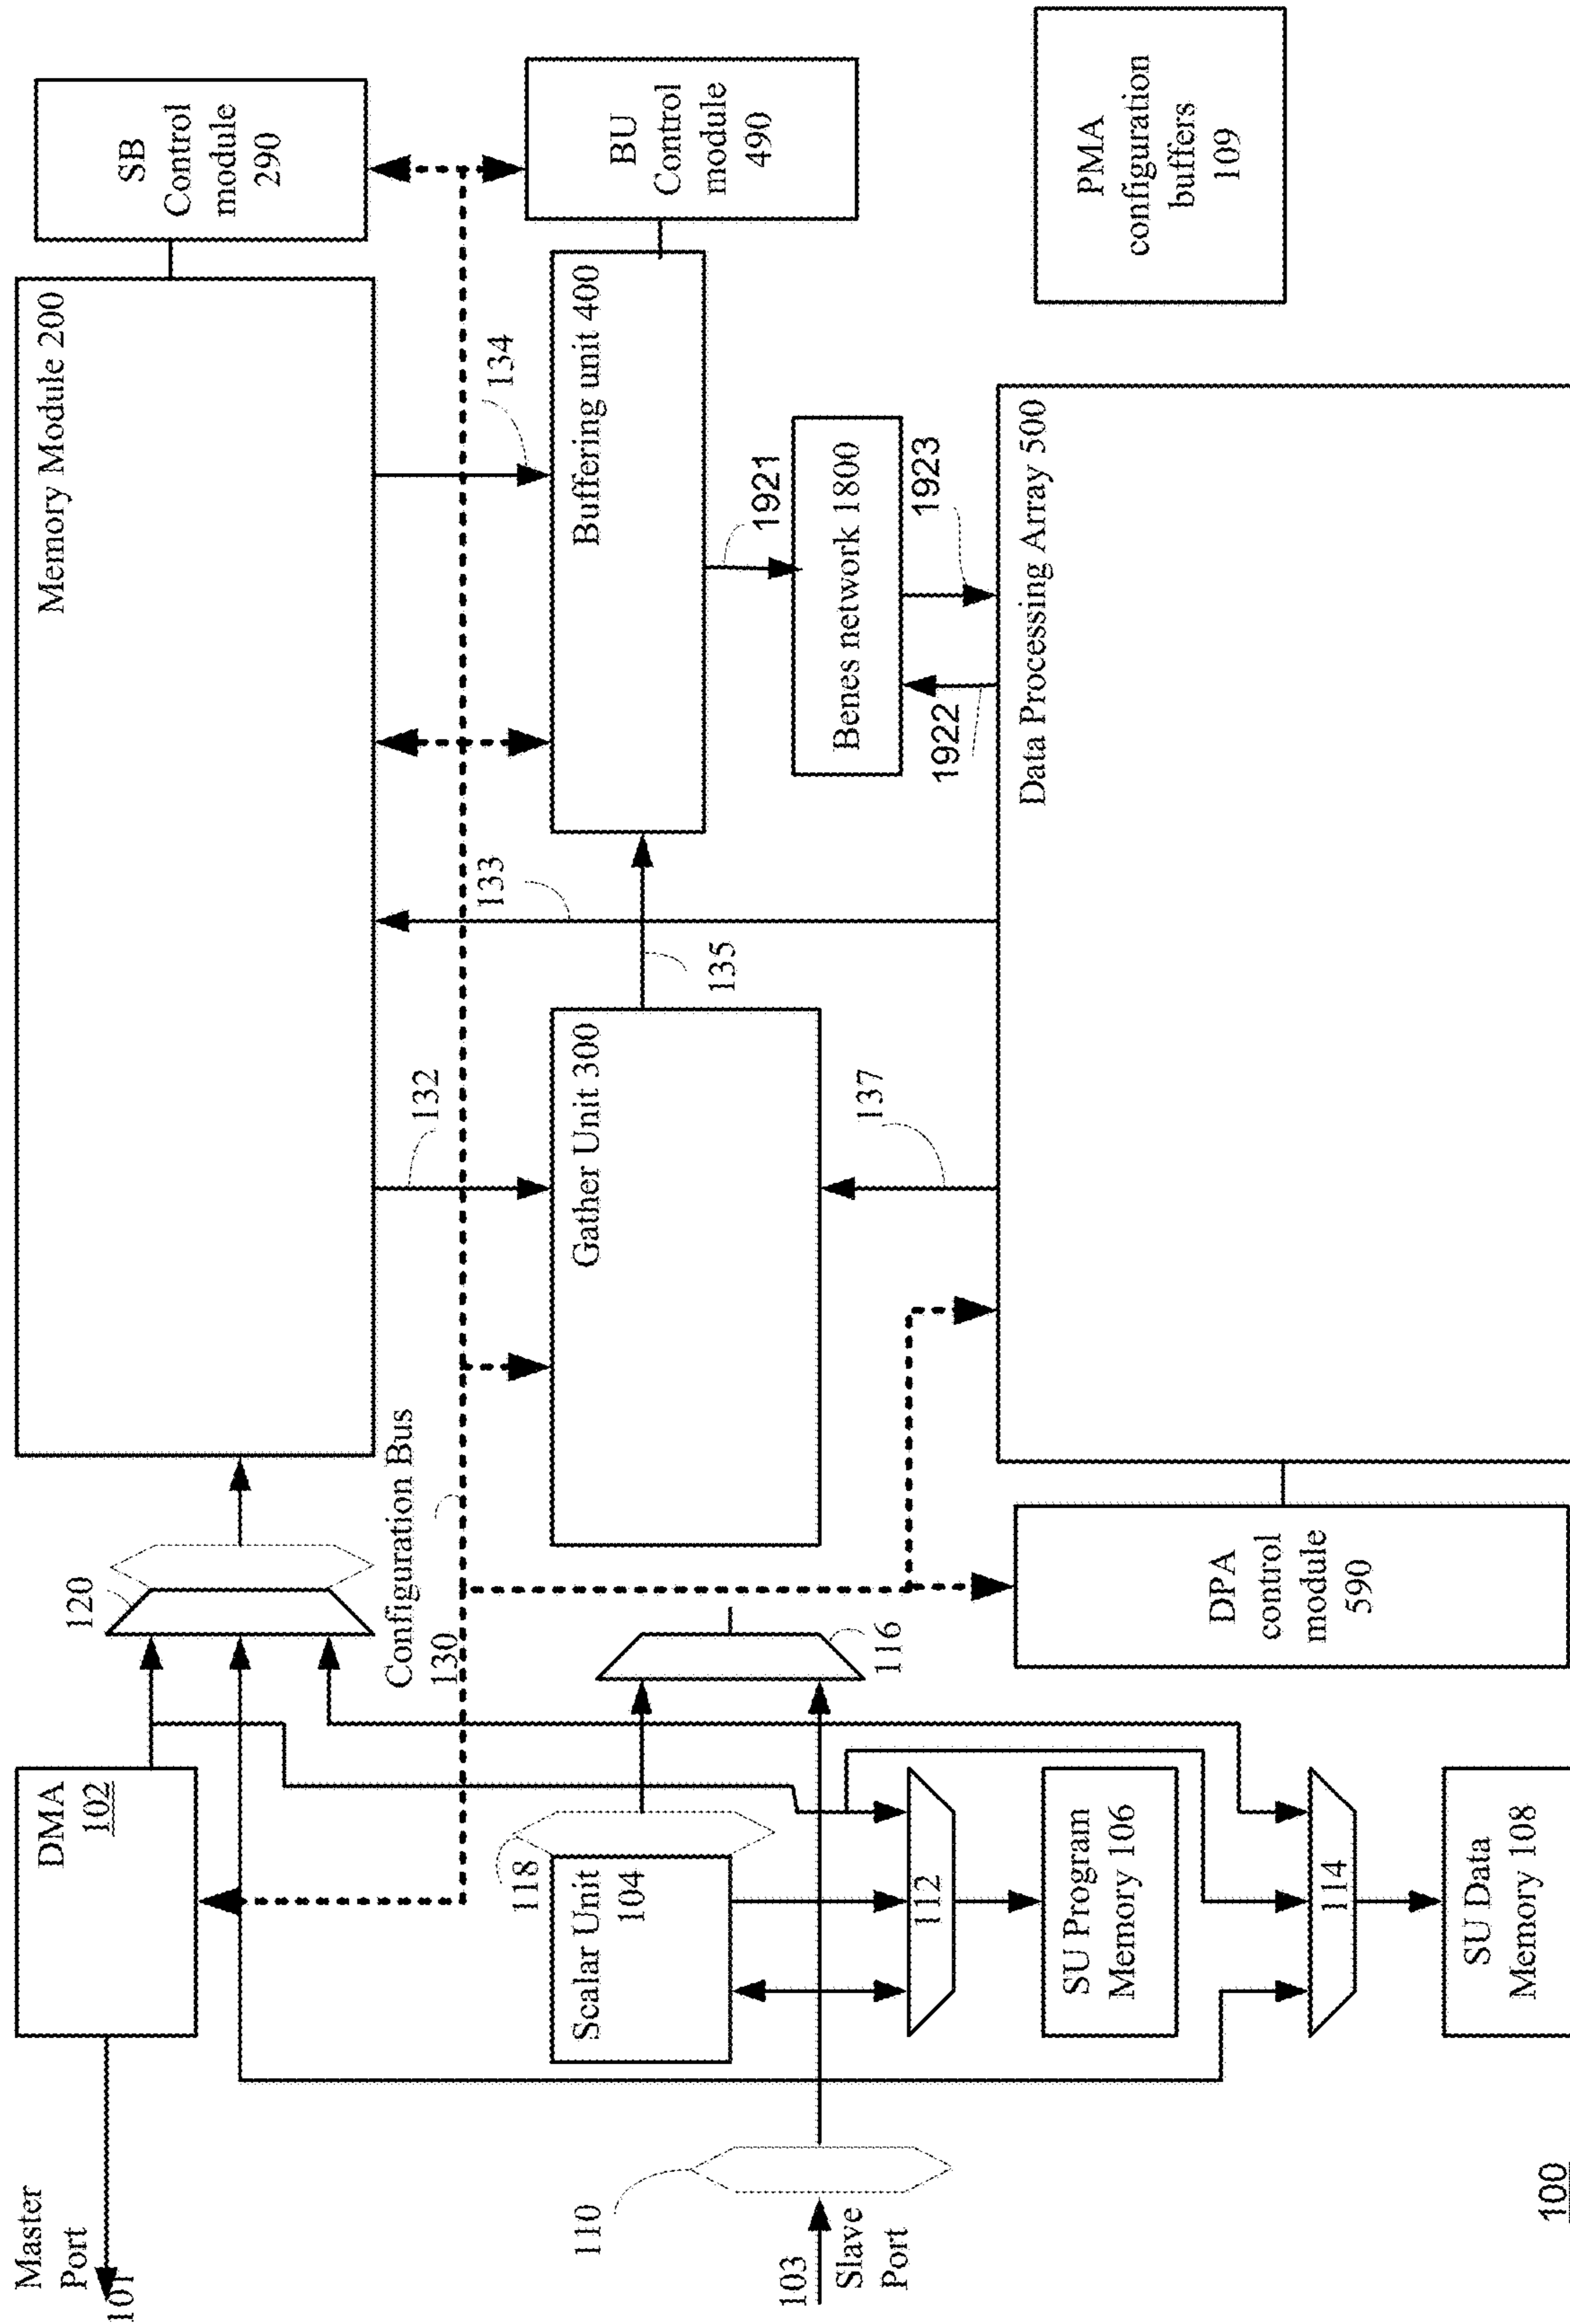 Master
Port
101
DMA
102
120
Memory Module 200
SB
Control
module
290
Configuration Bus
130
132
133
134
110
103
Slave
Port
118
Scalar Unit
104
116
Gather Unit 300
135
137
Buffering unit 400
BU
Control
module
490
1921
Benes network 1800
1922
1923
112
SU Program
Memory 106
114
SU Data
Memory 108
DPA
control
module
590
Data Processing Array 500
PMA
configuration
buffers
109
100